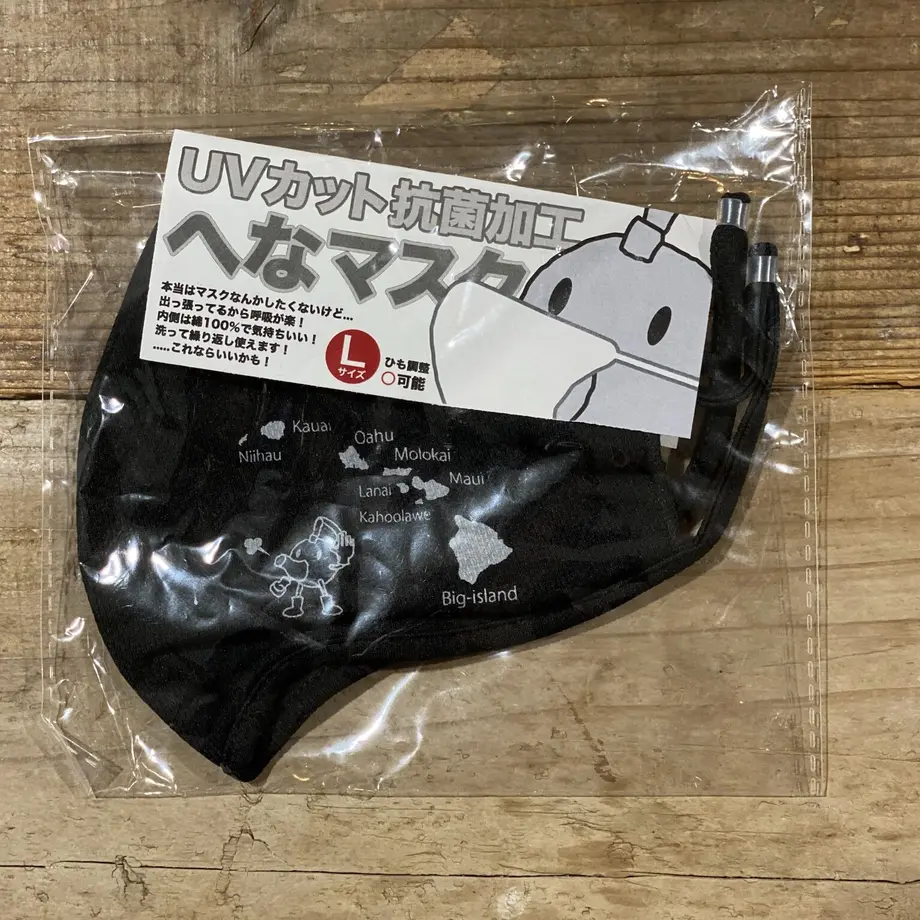 UVカット抗菌加工
へなマスク
本当はマスクなんかしたくないけど...
出っ張ってるから呼吸が楽！
内側は綿100%で気持ちいい！
洗って繰り返し使えます！
.....これならいいかも！
L
サイズ
ひも調整
○可能
Kauai
Niihau
Oahu
Molokai
Lanai
Maui
Kahoolawe
Big-island